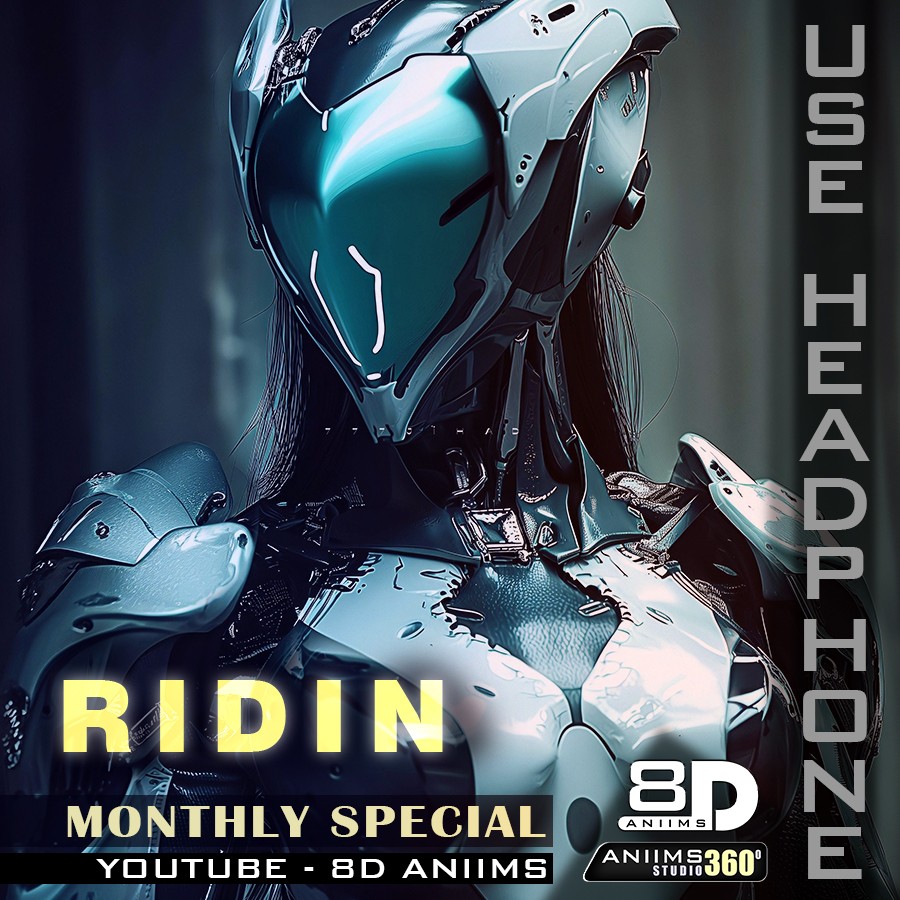 USE HEADPHONE
RIDIN
MONTHLY SPECIAL
YOUTUBE - 8D ANIIMS
8D
ANIIMS
ANIIMS
STUDIO 360°